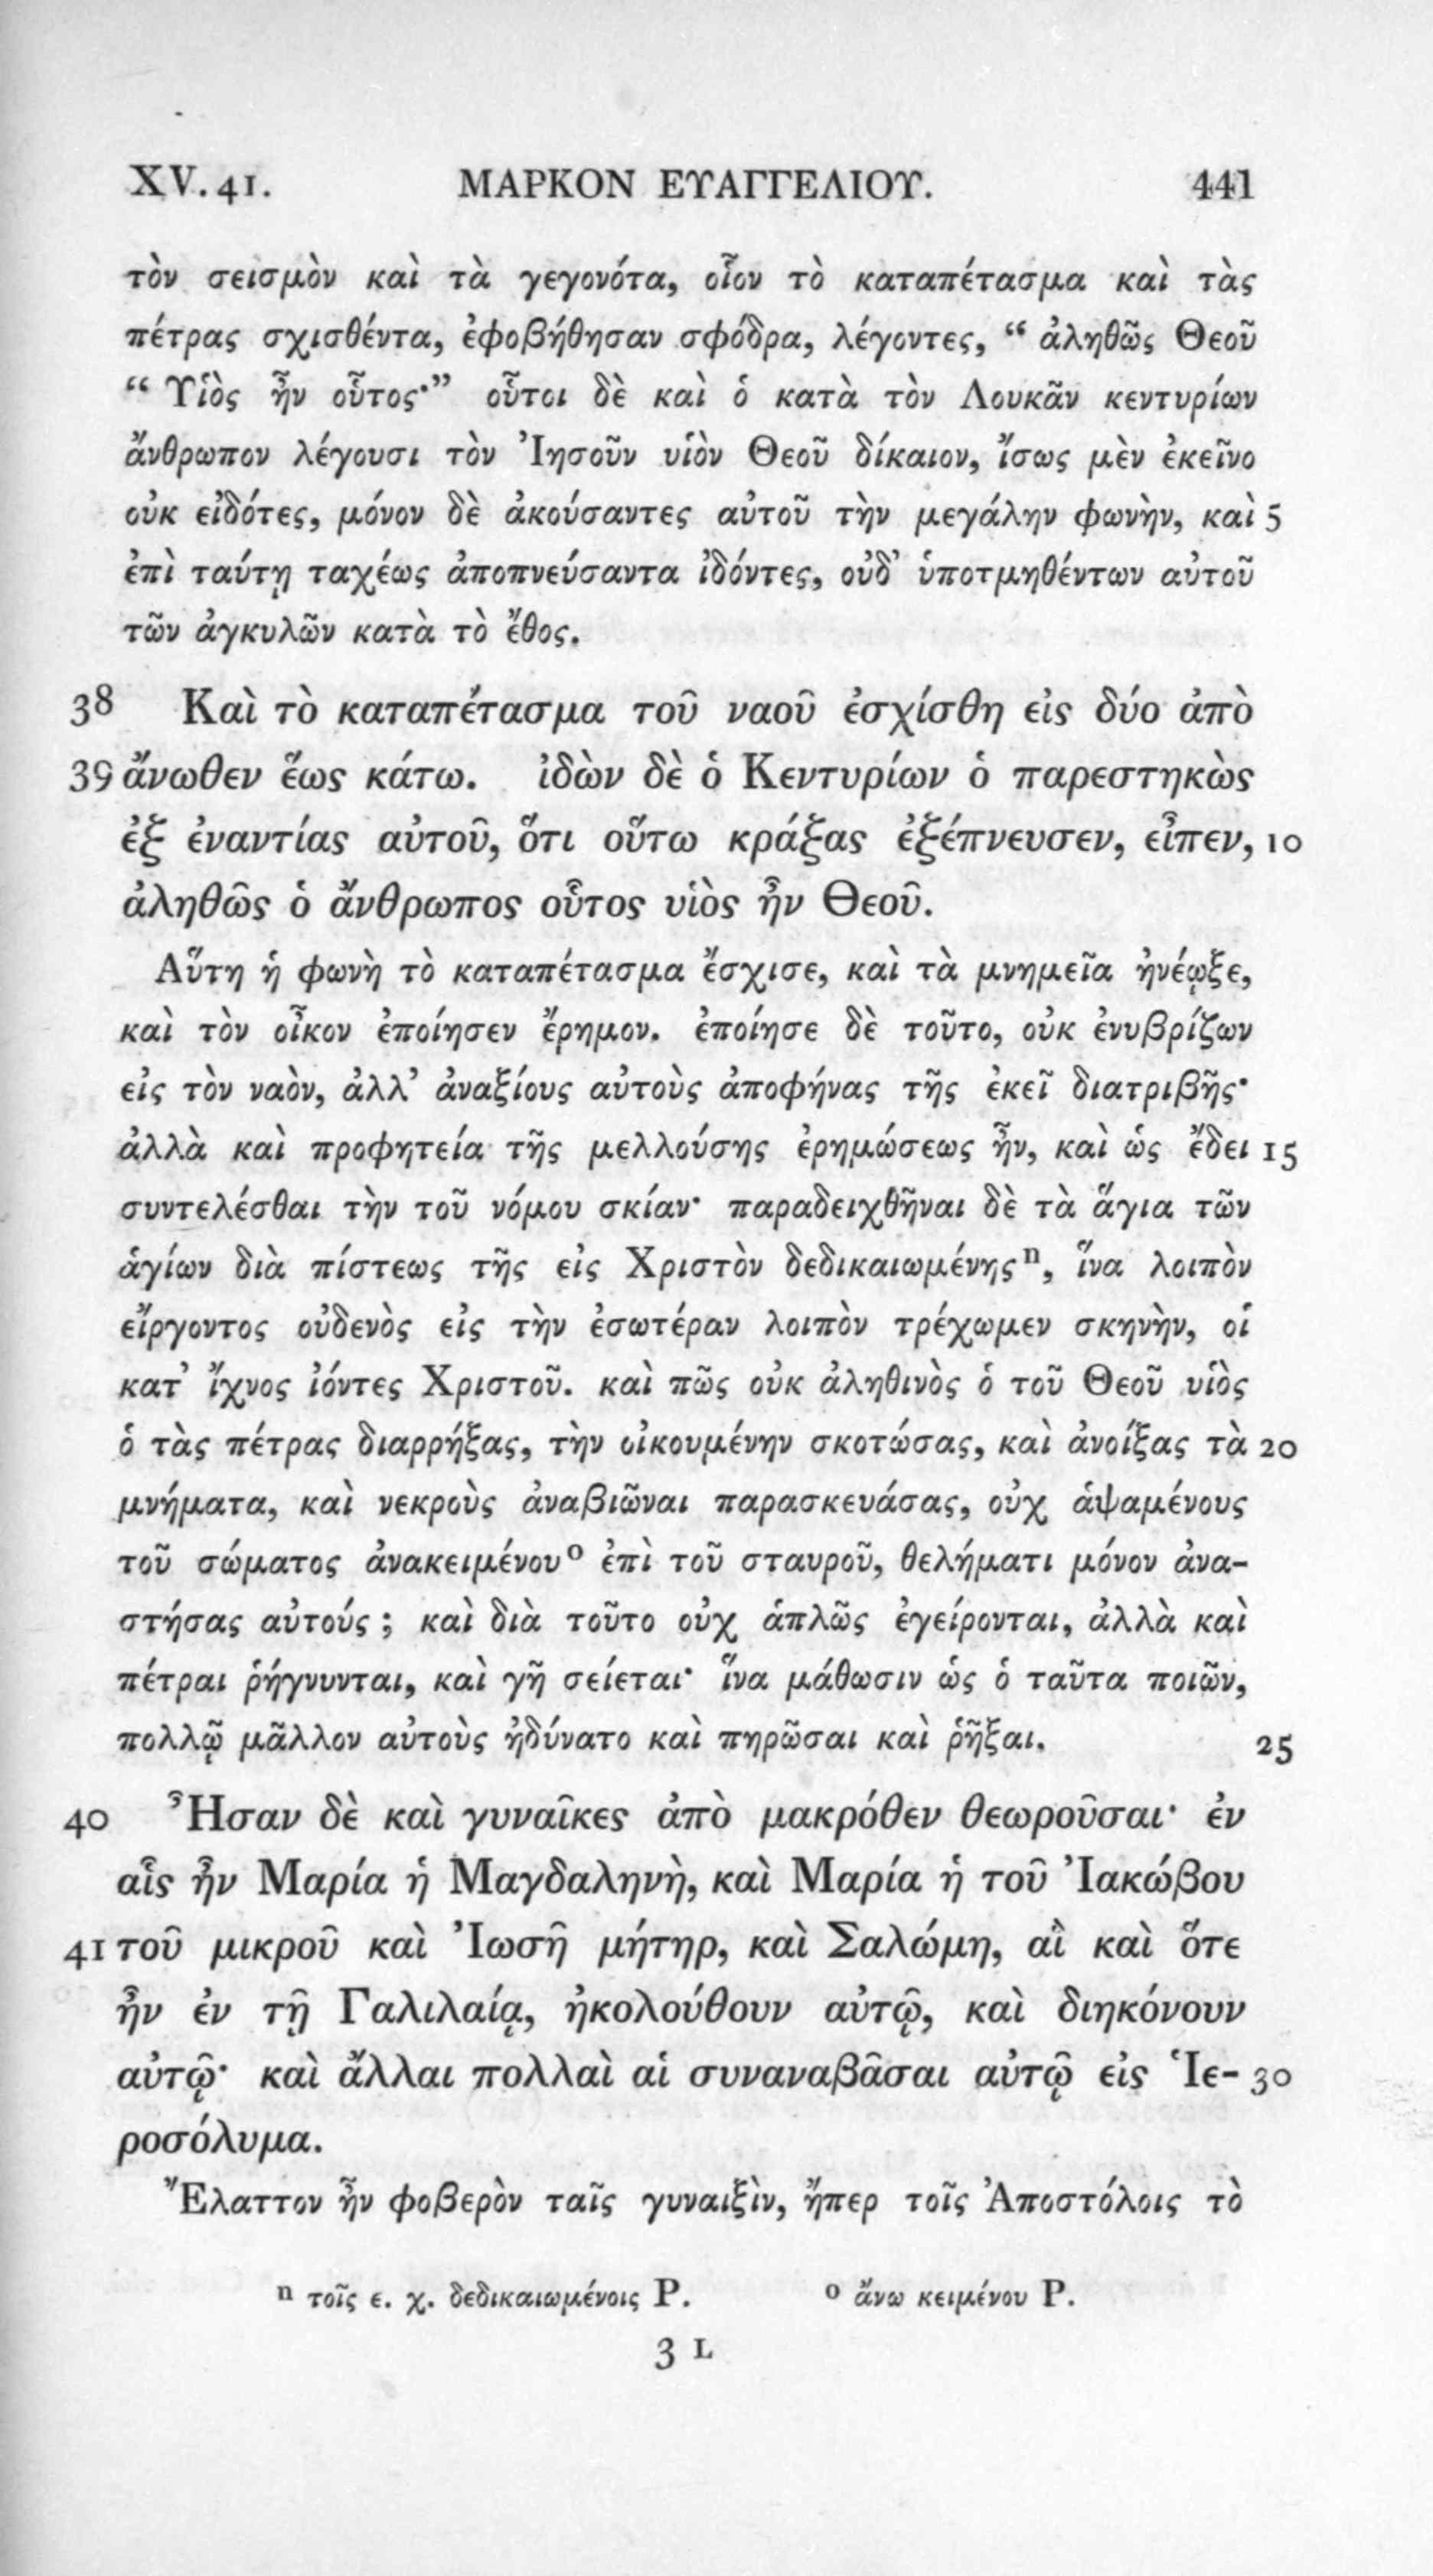 XV. 41. ΜΑΡΚΟΝ ΕΥΑΓΓΕΛΙΟΥ. 441
τὸν σεισμὸν καὶ τὰ γεγονότα, οἷον τὸ καταπέτασμα καὶ τὰς
πέτρας σχισθέντα, ἐφοβήθησαν σφόδρα, λέγοντες, “ ἀληθῶς Θεοῦ
“ Υἱὸς ἦν οὗτος·” οὗτοι δὲ καὶ ὁ κατὰ τὸν Λουκᾶν κεντυρίων
ἄνθρωπον λέγουσι τὸν Ἰησοῦν υἱὸν Θεοῦ δίκαιον, ἴσως μὲν ἐκεῖνο
οὐκ εἰδότες, μόνον δὲ ἀκούσαντες αὐτοῦ τὴν μεγάλην φωνὴν, καὶ 5
ἐπὶ ταύτῃ ταχέως ἀποπνεύσαντα ἰδόντες, οὐδ’ ὑποτμηθέντων αὐτοῦ
τῶν ἀγκυλῶν κατὰ τὸ ἔθος.
38 Καὶ τὸ καταπέτασμα τοῦ ναοῦ ἐσχίσθη εἰς δύο ἀπὸ
39 ἄνωθεν ἕως κάτω. ἰδὼν δὲ ὁ Κεντυρίων ὁ παρεστηκὼς
ἐξ ἐναντίας αὐτοῦ, ὅτι οὕτω κράξας ἐξέπνευσεν, εἶπεν, 10
ἀληθῶς ὁ ἄνθρωπος οὗτος υἱὸς ἦν Θεοῦ.
Αὕτη ἡ φωνὴ τὸ καταπέτασμα ἔσχισε, καὶ τὰ μνημεῖα ἠνέῳξε,
καὶ τὸν οἶκον ἐποίησεν ἔρημον. ἐποίησε δὲ τοῦτο, οὐκ ἐνυβρίζων
εἰς τὸν ναὸν, ἀλλ’ ἀναξίους αὐτοὺς ἀποφήνας τῆς ἐκεῖ διατριβῆς·
ἀλλὰ καὶ προφητεία τῆς μελλούσης ἐρημώσεως ἦν, καὶ ὡς ἔδει 15
συντελέσθαι τὴν τοῦ νόμου σκίαν· παραδειχθῆναι δὲ τὰ ἅγια τῶν
ἁγίων διὰ πίστεως τῆς εἰς Χριστὸν δεδικαιωμένης n, ἵνα λοιπὸν
εἴργοντος οὐδενὸς εἰς τὴν ἐσωτέραν λοιπὸν τρέχωμεν σκηνὴν, οἱ
κατ’ ἴχνος ἰόντες Χριστοῦ. καὶ πῶς οὐκ ἀληθινὸς ὁ τοῦ Θεοῦ υἱὸς
ὁ τὰς πέτρας διαρρήξας, τὴν οἰκουμένην σκοτώσας, καὶ ἀνοίξας τὰ 20
μνήματα, καὶ νεκροὺς ἀναβιῶναι παρασκευάσας, οὐχ ἁψαμένους
τοῦ σώματος ἀνακειμένου o ἐπὶ τοῦ σταυροῦ, θελήματι μόνον ἀνα-
στήσας αὐτούς ; καὶ διὰ τοῦτο οὐχ ἁπλῶς ἐγείρονται, ἀλλὰ καὶ
πέτραι ῥήγνυνται, καὶ γῆ σείεται· ἵνα μάθωσιν ὡς ὁ ταῦτα ποιῶν,
πολλῷ μᾶλλον αὐτοὺς ἠδύνατο καὶ πηρῶσαι καὶ ῥῆξαι. 25
40 Ἦσαν δὲ καὶ γυναῖκες ἀπὸ μακρόθεν θεωροῦσαι· ἐν
αἷς ἦν Μαρία ἡ Μαγδαληνὴ, καὶ Μαρία ἡ τοῦ Ἰακώβου
41 τοῦ μικροῦ καὶ Ἰωσῆ μήτηρ, καὶ Σαλώμη, αἳ καὶ ὅτε
ἦν ἐν τῇ Γαλιλαίᾳ, ἠκολούθουν αὐτῷ, καὶ διηκόνουν
αὐτῷ· καὶ ἄλλαι πολλαὶ αἱ συναναβᾶσαι αὐτῷ εἰς Ἱε- 30
ροσόλυμα.
Ἔλαττον ἦν φοβερὸν ταῖς γυναιξὶν, ἤπερ τοῖς Ἀποστόλοις τὸ
n τοῖς ε. χ. δεδικαιωμένοις P. o ἄνω κειμένου P.
3 L